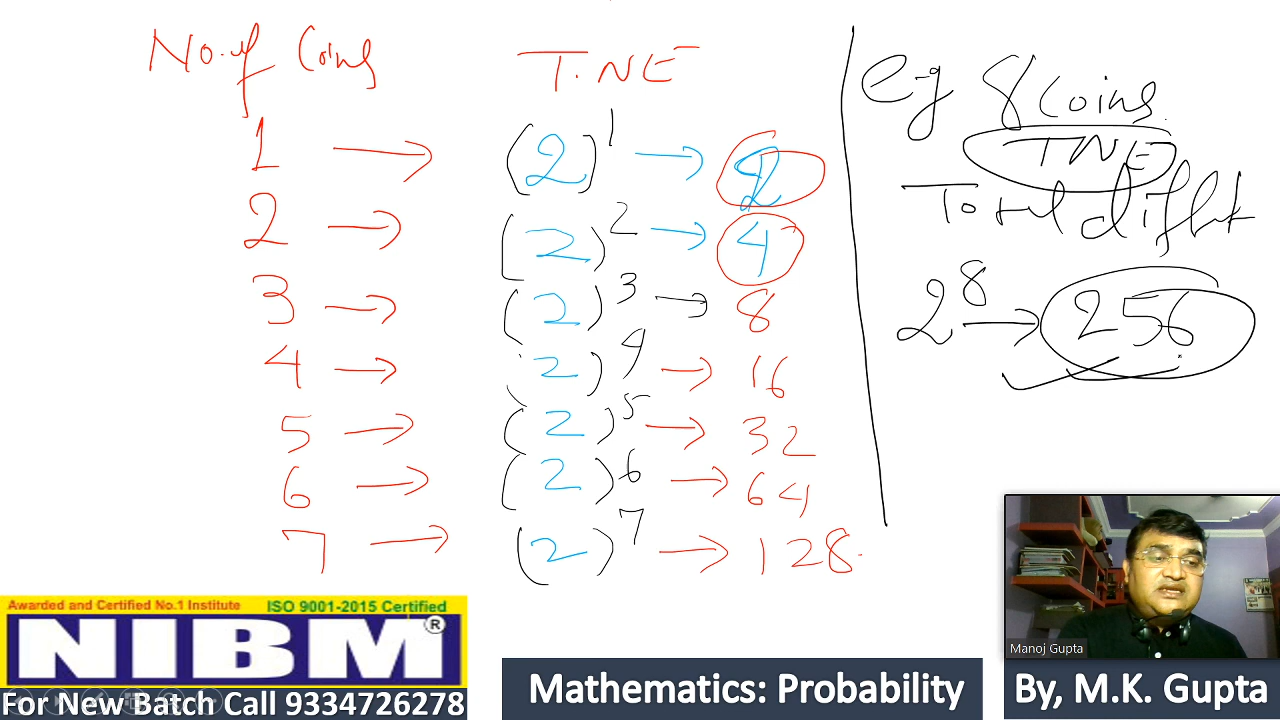 No. of Coins T.NE
1 → (2)^1 → 2
2 → (2)^2 → 4
3 → (2)^3 → 8
4 → (2)^4 → 16
5 → (2)^5 → 32
6 → (2)^6 → 64
7 → (2)^7 → 128
e-g 8 Coins
TNE
Total
2^8 → 256
Manoj Gupta
Awarded and Certified No.1 Institute ISO 9001-2015 Certified
NIBM®
For New Batch Call 9334726278
Mathematics: Probability
By, M.K. Gupta